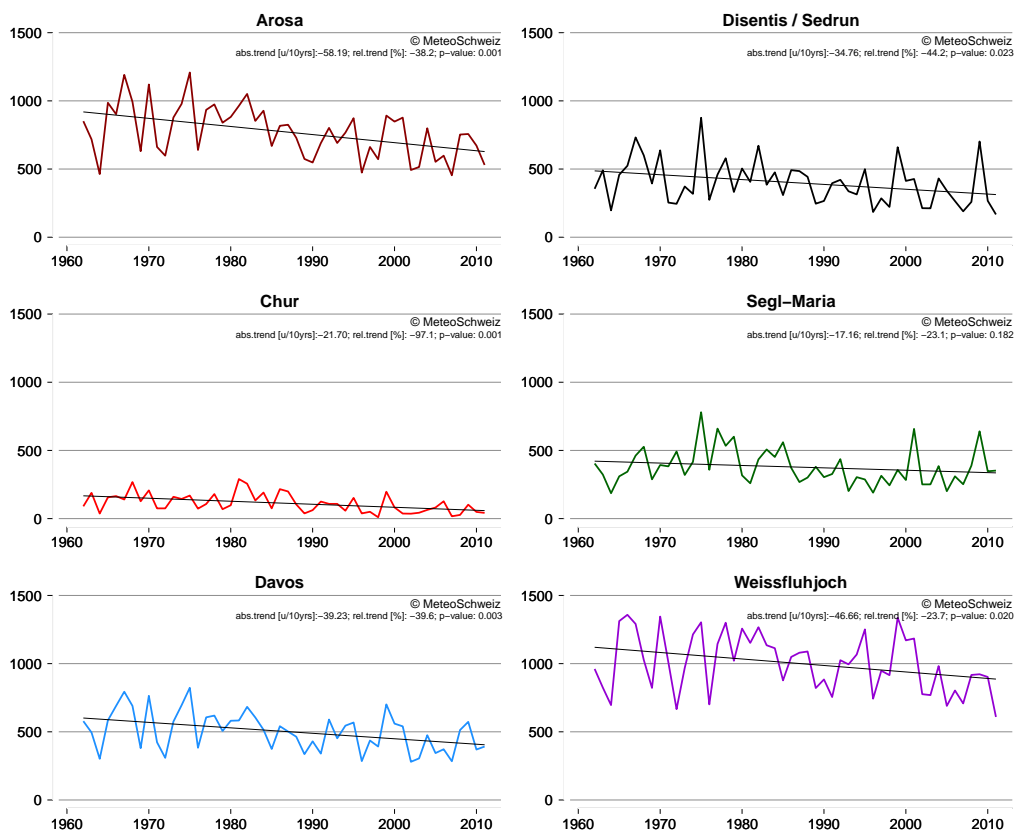 Arosa
© MeteoSchweiz
abs.trend [u/10yrs]:−58.19; rel.trend [%]: −38.2; p−value: 0.001
1500
1000
500
0
1960 1970 1980 1990 2000 2010
Disentis / Sedrun
© MeteoSchweiz
abs.trend [u/10yrs]:−34.76; rel.trend [%]: −44.2; p−value: 0.023
1500
1000
500
0
1960 1970 1980 1990 2000 2010
Chur
© MeteoSchweiz
abs.trend [u/10yrs]:−21.70; rel.trend [%]: −97.1; p−value: 0.001
1500
1000
500
0
1960 1970 1980 1990 2000 2010
Segl−Maria
© MeteoSchweiz
abs.trend [u/10yrs]:−17.16; rel.trend [%]: −23.1; p−value: 0.182
1500
1000
500
0
1960 1970 1980 1990 2000 2010
Davos
© MeteoSchweiz
abs.trend [u/10yrs]:−39.23; rel.trend [%]: −39.6; p−value: 0.003
1500
1000
500
0
1960 1970 1980 1990 2000 2010
Weissfluhjoch
© MeteoSchweiz
abs.trend [u/10yrs]:−46.66; rel.trend [%]: −23.7; p−value: 0.020
1500
1000
500
0
1960 1970 1980 1990 2000 2010